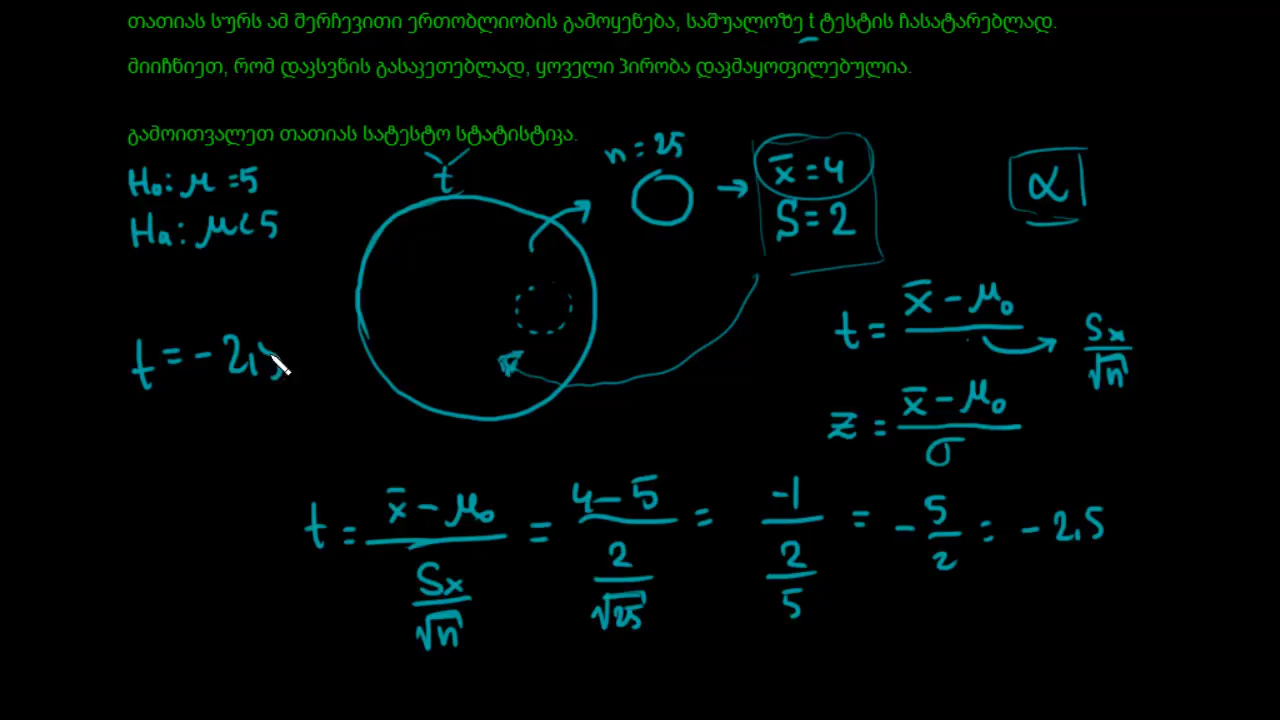 თათიას სურს ამ შერჩევითი ერთობლიობის გამოყენება, საშუალოზე t ტესტის ჩასატარებლად.
მიიჩნიეთ, რომ დაკსვნის გასაკეთებლად, ყოველი პირობა დაკმაყოფილებულია.
გამოითვალეთ თათიას სატესტო სტატისტიკა.
H₀: μ = 5
Hₐ: μ < 5
t
n = 25
x̄ = 4
S = 2
α
t = (x̄ - μ₀) / → Sx/√n
z = (x̄ - μ₀)/σ
t = -2,5
t = (x̄ - μ₀)/(Sx/√n) = (4 - 5)/(2/√25) = -1/(2/5) = -5/2 = -2,5